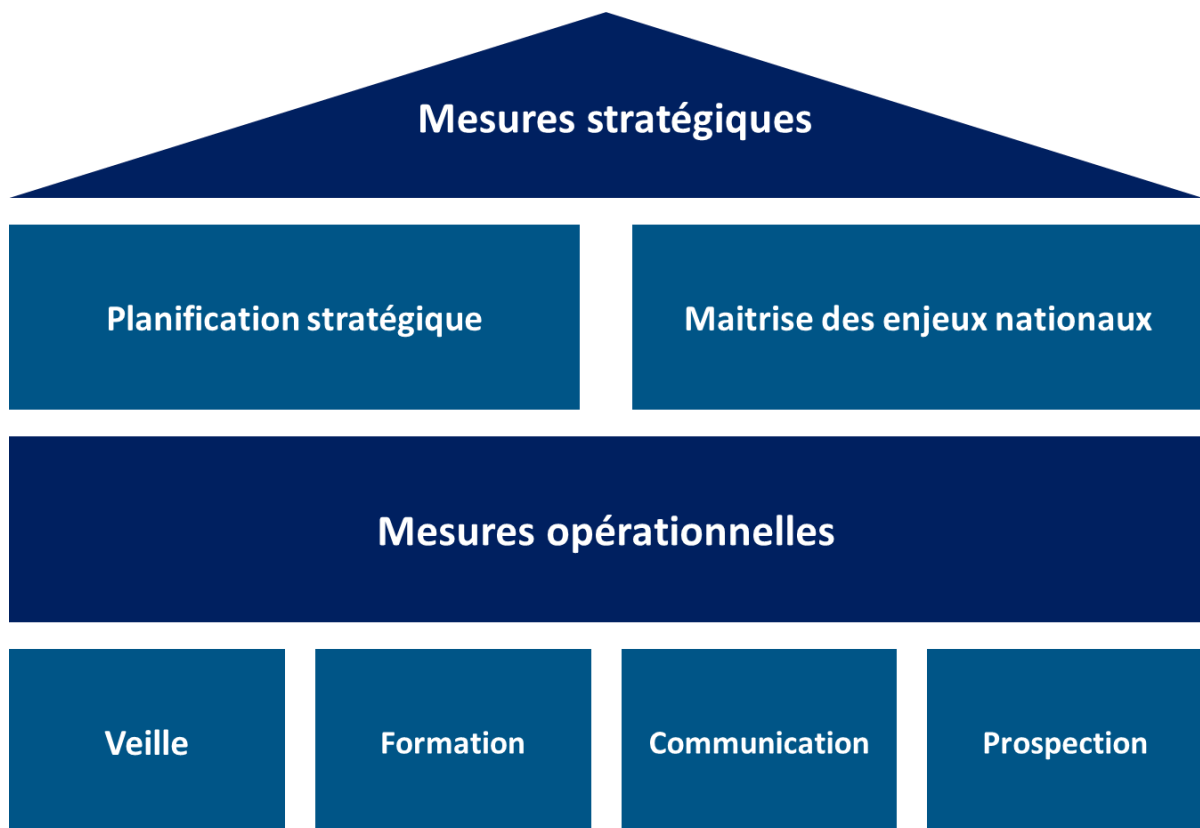 Mesures stratégiques
Planification stratégique
Maitrise des enjeux nationaux
Mesures opérationnelles
Veille
Formation
Communication
Prospection